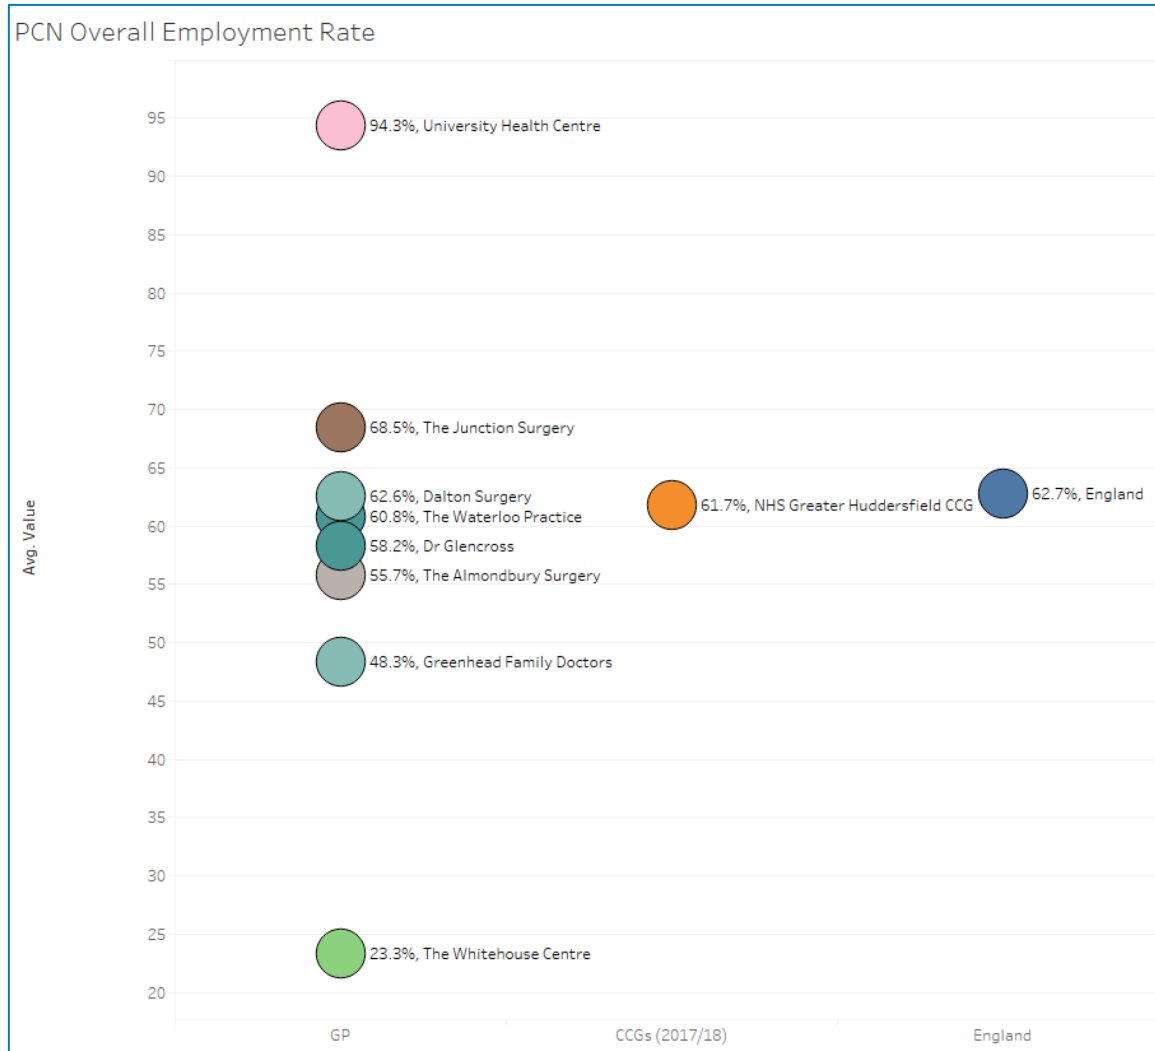 PCN Overall Employment Rate
95
94.3%, University Health Centre
90
85
80
75
70
68.5%, The Junction Surgery
65
62.6%, Dalton Surgery
62.7%, England
61.7%, NHS Greater Huddersfield CCG
60.8%, The Waterloo Practice
60
Avg. Value
58.2%, Dr Glencross
55.7%, The Almondbury Surgery
55
50
48.3%, Greenhead Family Doctors
45
40
35
30
25
23.3%, The Whitehouse Centre
20
GP
CCGs (2017/18)
England